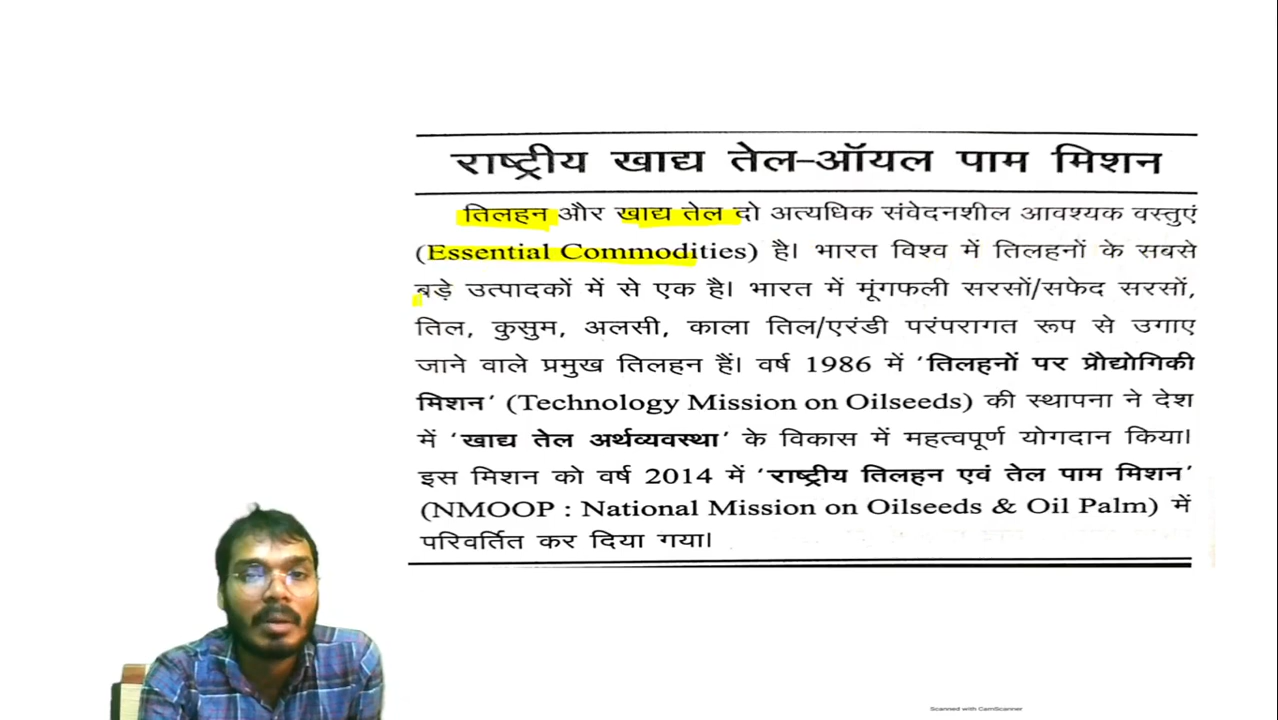 राष्ट्रीय खाद्य तेल-ऑयल पाम मिशन
तिलहन और खाद्य तेल दो अत्यधिक संवेदनशील आवश्यक वस्तुएं
(Essential Commodities) है। भारत विश्व में तिलहनों के सबसे
बड़े उत्पादकों में से एक है। भारत में मूंगफली सरसों/सफेद सरसों,
तिल, कुसुम, अलसी, काला तिल/एरंडी परंपरागत रूप से उगाए
जाने वाले प्रमुख तिलहन हैं। वर्ष 1986 में ‘तिलहनों पर प्रौद्योगिकी
मिशन’ (Technology Mission on Oilseeds) की स्थापना ने देश
में ‘खाद्य तेल अर्थव्यवस्था’ के विकास में महत्वपूर्ण योगदान किया।
इस मिशन को वर्ष 2014 में ‘राष्ट्रीय तिलहन एवं तेल पाम मिशन’
(NMOOP : National Mission on Oilseeds & Oil Palm) में
परिवर्तित कर दिया गया।
Scanned with CamScanner